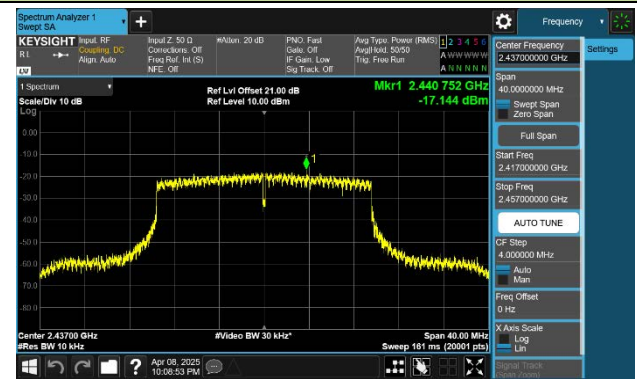 Spectrum Analyzer 1
Swept SA
+
Frequency
KEYSIGHT
RL
Input: RF
Coupling: DC
Align: Auto
Input Z: 50 Ω
Corrections: Off
Freq Ref: Int (S)
NFE: Off
#Atten: 20 dB
PNO: Fast
Gate: Off
IF Gain: Low
Sig Track: Off
Avg Type: Power (RMS)
Avg|Hold: 50/50
Trig: Free Run
1 2 3 4 5 6
A W W W W W
A N N N N N
Settings
Center Frequency
2.437000000 GHz
Span
40.0000000 MHz
Swept Span
Zero Span
Full Span
Start Freq
2.417000000 GHz
Stop Freq
2.457000000 GHz
AUTO TUNE
CF Step
4.000000 MHz
Auto
Man
Freq Offset
0 Hz
X Axis Scale
Log
Lin
Signal Track
(Span Zoom)
1 Spectrum
Scale/Div 10 dB
Log
Ref Lvl Offset 21.00 dB
Ref Level 10.00 dBm
Mkr1 2.440 752 GHz
-17.144 dBm
0.00
-10.0
-20.0
-30.0
-40.0
-50.0
-60.0
-70.0
-80.0
1
Center 2.43700 GHz
#Res BW 10 kHz
#Video BW 30 kHz*
Span 40.00 MHz
Sweep 161 ms (20001 pts)
?
Apr 08, 2025
10:08:53 PM